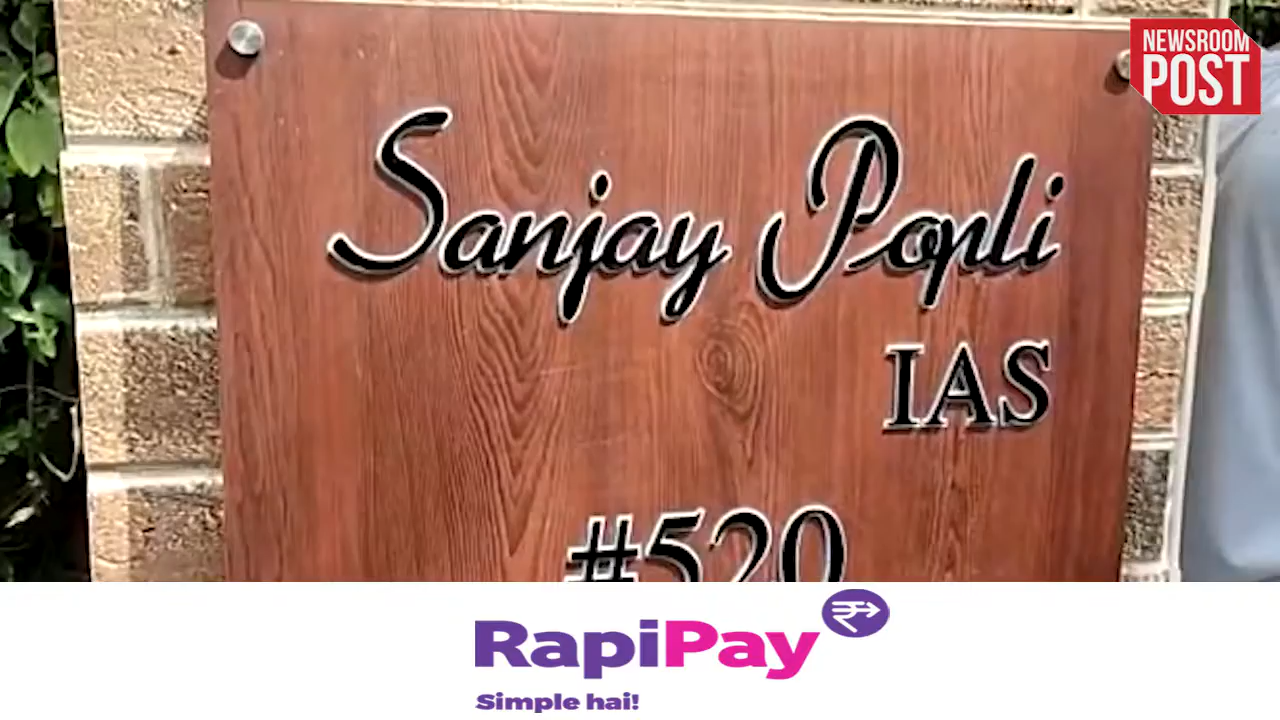 NEWSROOM
POST
Sanjay Popli
IAS
#520
RapiPay
Simple hai!